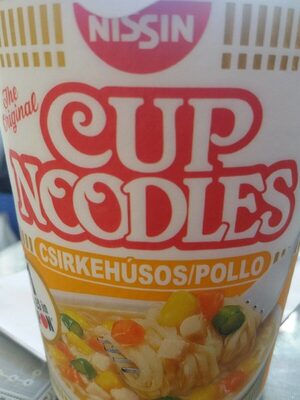 NISSIN
The
Original
CUP
NOODLES
CSIRKEHÚSOS/POLLO